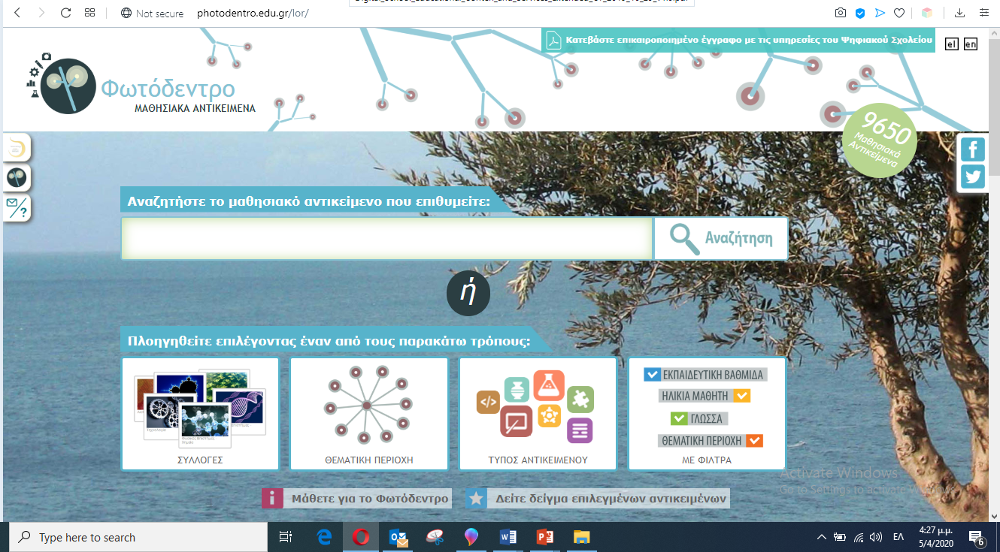 Not secure
photodentro.edu.gr/lor/
Κατεβάστε επικαιροποιημένο έγγραφο με τις υπηρεσίες του Ψηφιακού Σχολείου
el en
Φωτόδεντρο
ΜΑΘΗΣΙΑΚΑ ΑΝΤΙΚΕΙΜΕΝΑ
9650
Μαθησιακά
Αντικείμενα
Αναζητήστε το μαθησιακό αντικείμενο που επιθυμείτε:
Αναζήτηση
ή
Πλοηγηθείτε επιλέγοντας έναν από τους παρακάτω τρόπους:
ΕΚΠΑΙΔΕΥΤΙΚΗ ΒΑΘΜΙΔΑ
ΗΛΙΚΙΑ ΜΑΘΗΤΗ
ΓΛΩΣΣΑ
ΘΕΜΑΤΙΚΗ ΠΕΡΙΟΧΗ
ΣΥΛΛΟΓΕΣ
ΘΕΜΑΤΙΚΗ ΠΕΡΙΟΧΗ
ΤΥΠΟΣ ΑΝΤΙΚΕΙΜΕΝΟΥ
ΜΕ ΦΙΛΤΡΑ
Activate Windows
Go to Settings to activate Windows.
Μάθετε για το Φωτόδεντρο
Δείτε δείγμα επιλεγμένων αντικειμένων
Type here to search
ΕΛ
4:27 μ.μ.
5/4/2020
6